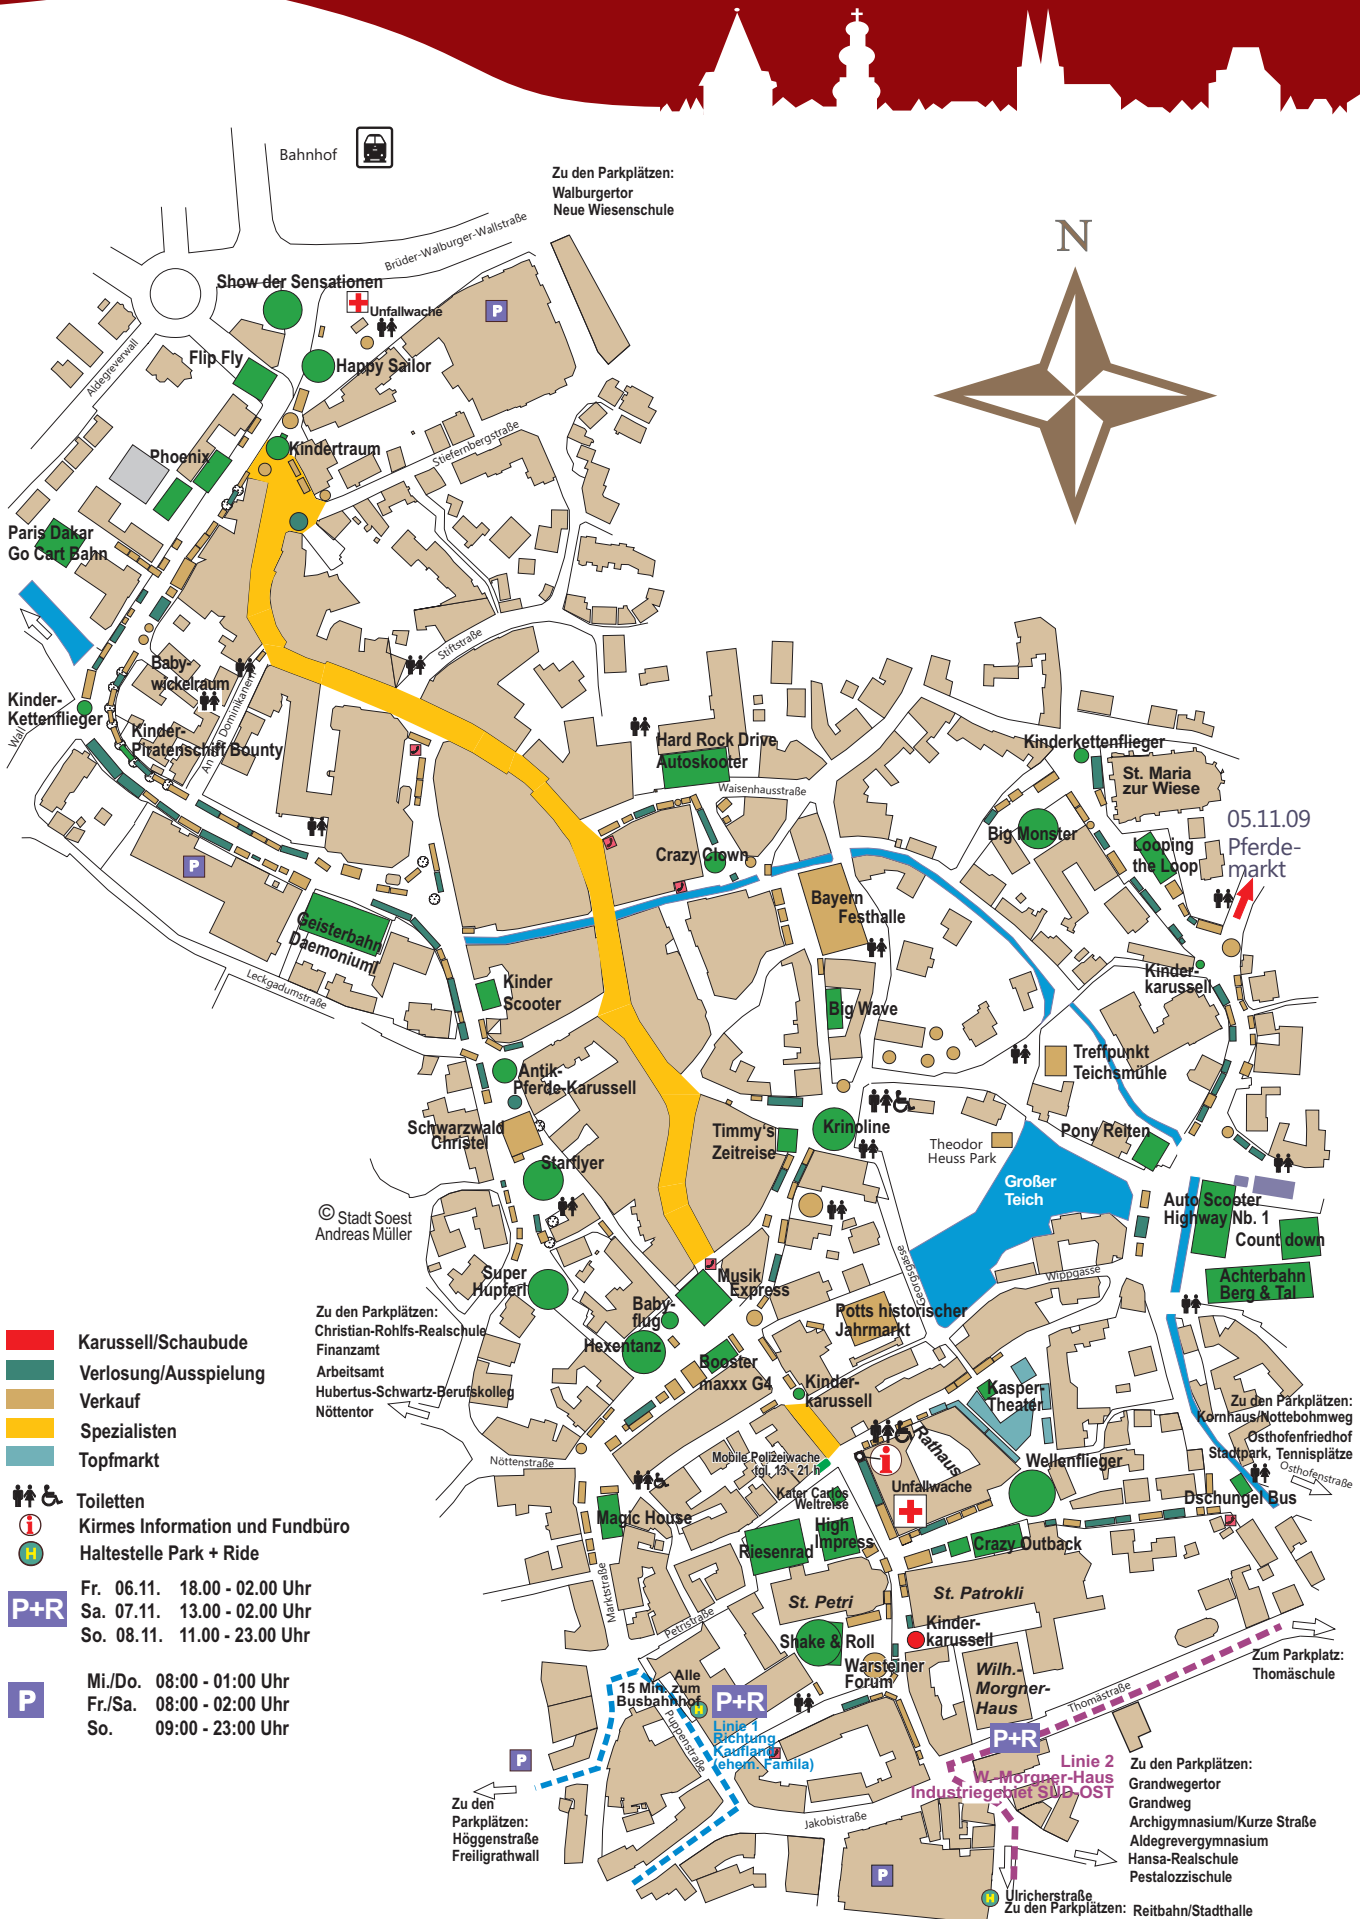 Bahnhof
Zu den Parkplätzen:
Walburgertor
Neue Wiesenschule
N
Brüder-Walburger-Wallstraße
Show der Sensationen
Unfallwache
P
Aldegreverwall
Flip Fly
Happy Sailor
Stiefernbergstraße
Kindertraum
Phoenix
Paris Dakar
Go Cart Bahn
Stiftstraße
Baby-
wickelraum
Kinder-
Kettenflieger
Wall
An den Dominikanern
Kinder-
Piratenschiff Bounty
Hard Rock Drive
Autoskooter
Waisenhausstraße
Kinderkettenflieger
St. Maria
zur Wiese
05.11.09
Pferde-
markt
Big Monster
Looping
the Loop
Crazy Clown
P
Bayern
Festhalle
Geisterbahn
Daemonium
Leckgadumstraße
Kinder
Scooter
Kinder-
karussell
Big Wave
Antik-
Pferde-Karussell
Treffpunkt
Teichsmühle
Schwarzwald
Christel
Timmy's
Zeitreise
Krinoline
Theodor
Heuss Park
Pony Reiten
Starflyer
Großer
Teich
Auto Scooter
Highway Nb. 1
Count down
© Stadt Soest
Andreas Müller
Georgsgasse
Wippgasse
Achterbahn
Berg & Tal
Super
Hupferl
Musik
Express
Baby-
flug
Zu den Parkplätzen:
Christian-Rohlfs-Realschule
Finanzamt
Arbeitsamt
Hubertus-Schwartz-Berufskolleg
Nöttentor
Hexentanz
Potts historischer
Jahrmarkt
Booster
maxxx G4
Kinder-
karussell
Kasper-
Theater
Zu den Parkplätzen:
Kornhaus/Nottebohmweg
Osthofenfriedhof
Stadtpark, Tennisplätze
Osthofenstraße
Karussell/Schaubude
Verlosung/Ausspielung
Verkauf
Spezialisten
Topfmarkt
Toiletten
i Kirmes Information und Fundbüro
H Haltestelle Park + Ride
P+R
Fr. 06.11. 18.00 - 02.00 Uhr
Sa. 07.11. 13.00 - 02.00 Uhr
So. 08.11. 11.00 - 23.00 Uhr
P
Mi./Do. 08:00 - 01:00 Uhr
Fr./Sa. 08:00 - 02:00 Uhr
So. 09:00 - 23:00 Uhr
Nöttenstraße
Mobile Polizeiwache
tgl. 13 - 21 h
Rathaus
i
Wellenflieger
Kater Carlos
Weltreise
Unfallwache
Dschungel Bus
Magic House
High
Impress
Riesenrad
Crazy Outback
Marktstraße
St. Petri
St. Patrokli
Petristraße
Shake & Roll
Kinder-
karussell
Warsteiner
Forum
Wilh.-
Morgner-
Haus
Zum Parkplatz:
Thomäschule
Thomästraße
Alle
15 Min. zum
Busbahnhof
H
P+R
Puppenstraße
Linie 1
Richtung
Kaufland
(ehem. Famila)
P+R
Linie 2
W. Morgner-Haus
Industriegebiet SÜD-OST
P
Zu den
Parkplätzen:
Höggenstraße
Freiligrathwall
Jakobistraße
P
Zu den Parkplätzen:
Grandwegertor
Grandweg
Archigymnasium/Kurze Straße
Aldegrevergymnasium
Hansa-Realschule
Pestalozzischule
H
Ulricherstraße
Zu den Parkplätzen: Reitbahn/Stadthalle